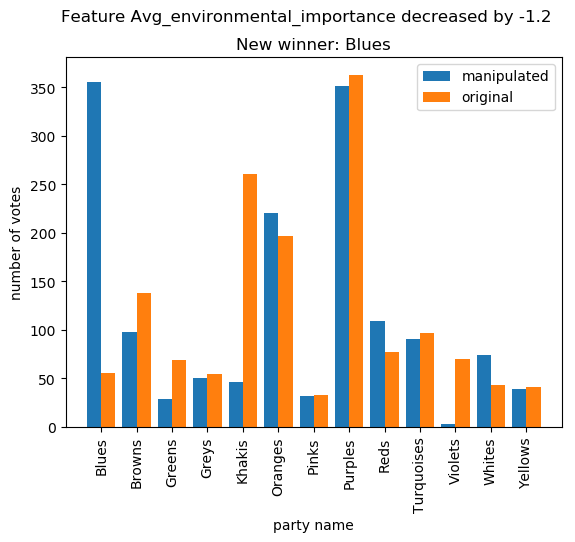 Feature Avg_environmental_importance decreased by -1.2
New winner: Blues
manipulated
original
number of votes
350
300
250
200
150
100
50
0
Blues
Browns
Greens
Greys
Khakis
Oranges
Pinks
Purples
Reds
Turquoises
Violets
Whites
Yellows
party name